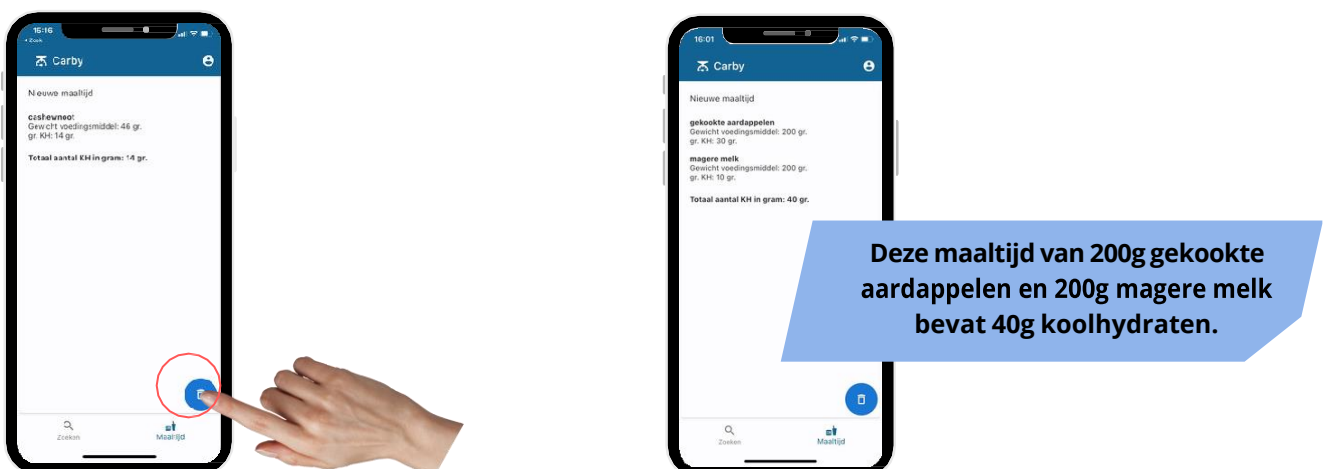 15:16
Zoek
Carby
Nieuwe maaltijd
cashewnoot
Gewicht voedingsmiddel: 46 gr.
gr. KH: 14 gr.
Totaal aantal KH in gram: 14 gr.
Zoeken
Maaltijd
16:01
Carby
Nieuwe maaltijd
gekookte aardappelen
Gewicht voedingsmiddel: 200 gr.
gr. KH: 30 gr.
magere melk
Gewicht voedingsmiddel: 200 gr.
gr. KH: 10 gr.
Totaal aantal KH in gram: 40 gr.
Zoeken
Maaltijd
Deze maaltijd van 200g gekookte
aardappelen en 200g magere melk
bevat 40g koolhydraten.